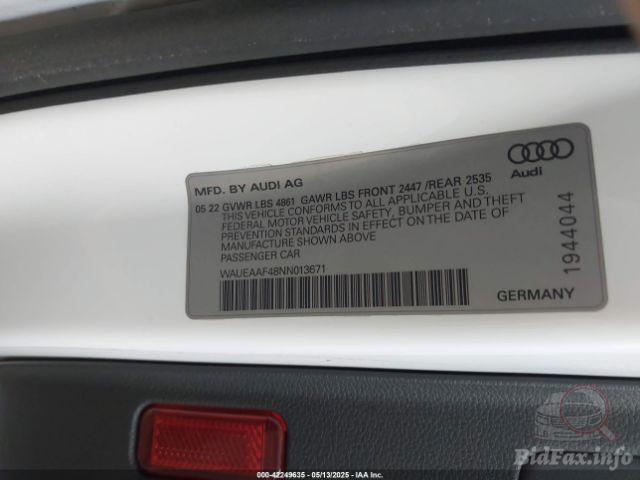 MFD. BY AUDI AG
05 22 GVWR LBS 4861 GAWR LBS FRONT 2447 /REAR 2535
THIS VEHICLE CONFORMS TO ALL APPLICABLE U.S.
FEDERAL MOTOR VEHICLE SAFETY, BUMPER AND THEFT
PREVENTION STANDARDS IN EFFECT ON THE DATE OF
MANUFACTURE SHOWN ABOVE
PASSENGER CAR
WAUEAAF48NN013671
Audi
1944044
GERMANY
BidFax.info
000-42249635 - 05/13/2025 - IAA Inc.